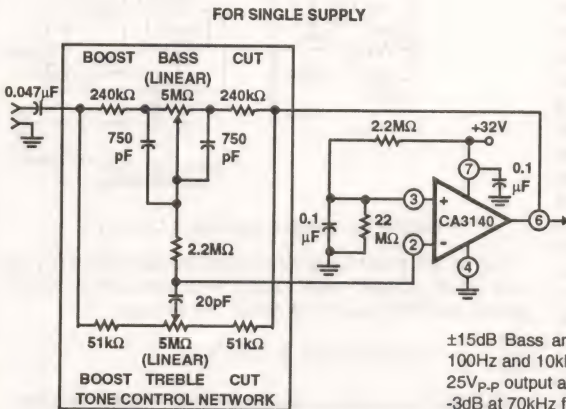 FOR SINGLE SUPPLY
BOOST BASS CUT
(LINEAR)
0.047μF 240kΩ 5MΩ 240kΩ
750 pF
750 pF
2.2MΩ
+32V
7
0.1 μF
3
+
CA3140
6
0.1 μF
22 MΩ
2
-
4
2.2MΩ
20pF
51kΩ 5MΩ 51kΩ
(LINEAR)
BOOST TREBLE CUT
TONE CONTROL NETWORK
±15dB Bass an
100Hz and 10k
25VP-P output a
-3dB at 70kHz f